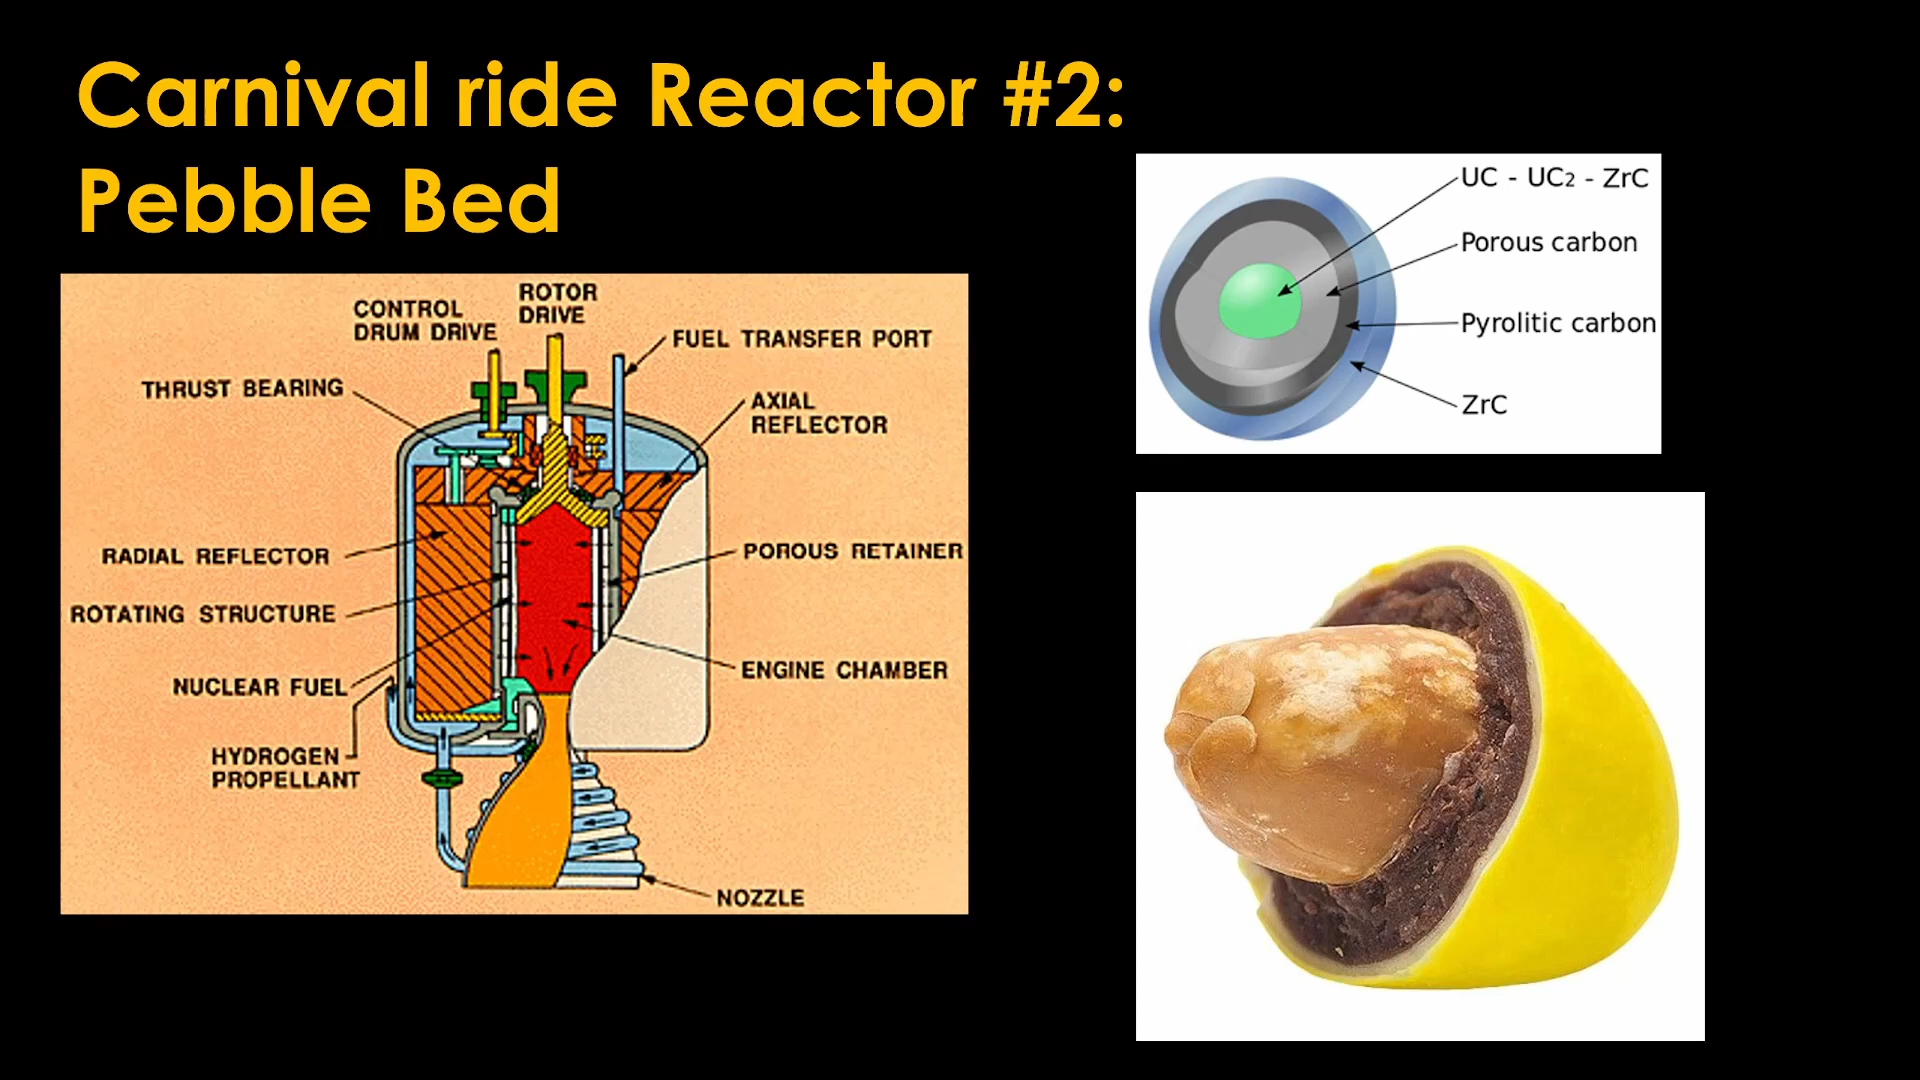 Carnival ride Reactor #2:
Pebble Bed
CONTROL
DRUM DRIVE
ROTOR
DRIVE
FUEL TRANSFER PORT
THRUST BEARING
AXIAL
REFLECTOR
RADIAL REFLECTOR
POROUS RETAINER
ROTATING STRUCTURE
ENGINE CHAMBER
NUCLEAR FUEL
HYDROGEN
PROPELLANT
NOZZLE
UC - UC₂ - ZrC
Porous carbon
Pyrolitic carbon
ZrC